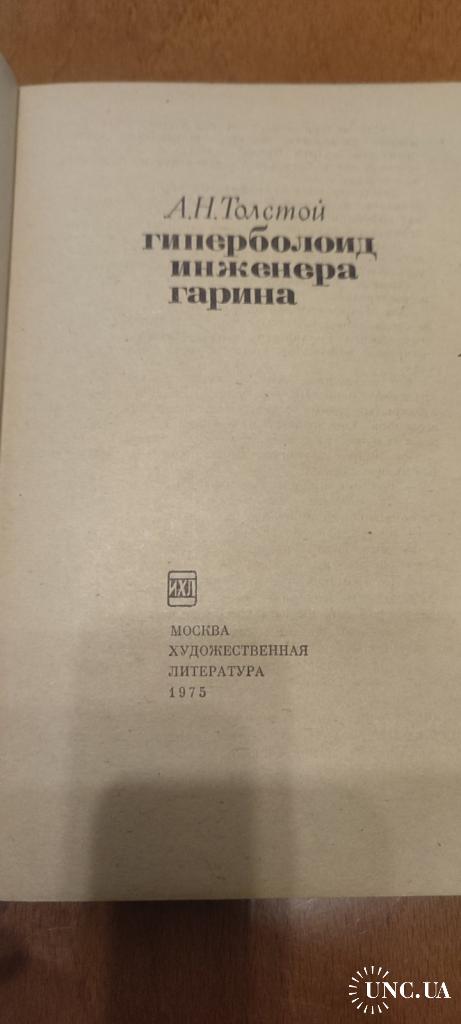 А.Н.Толстой
гиперболоид
инженера
гарина
ИХЛ
МОСКВА
ХУДОЖЕСТВЕННАЯ
ЛИТЕРАТУРА
1975
UNC.UA